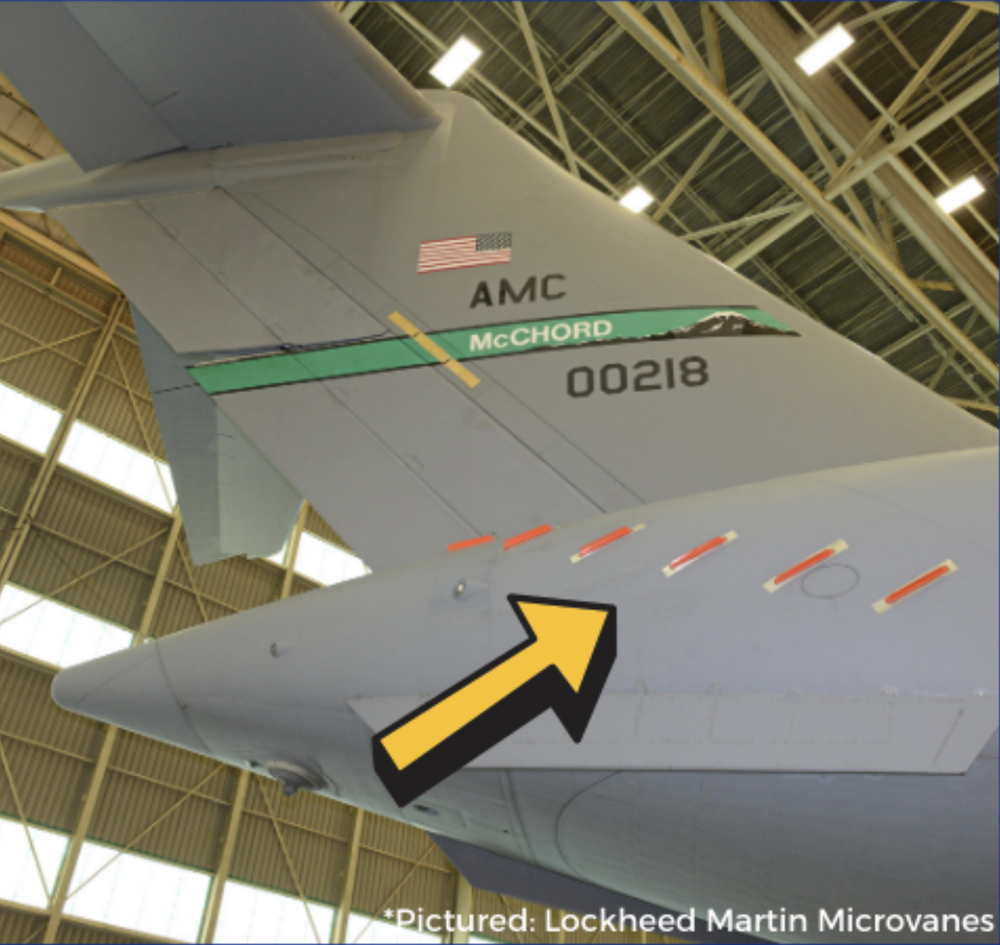 AMC
McCHORD
00218
*Pictured: Lockheed Martin Microvanes